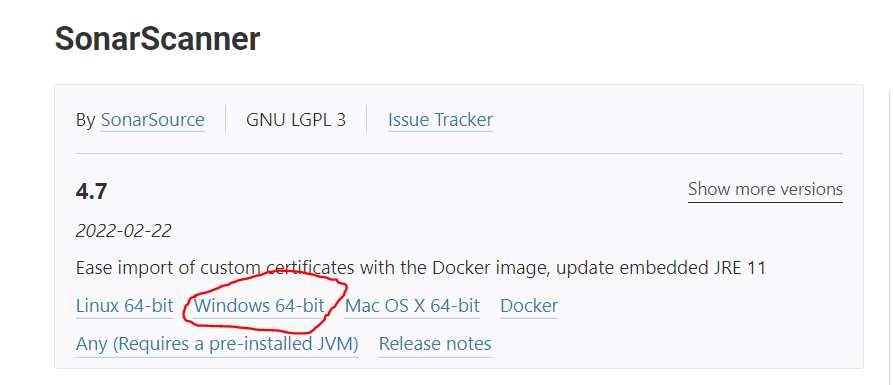 SonarScanner
By SonarSource GNU LGPL 3 Issue Tracker
4.7 Show more versions
2022-02-22
Ease import of custom certificates with the Docker image, update embedded JRE 11
Linux 64-bit Windows 64-bit Mac OS X 64-bit Docker
Any (Requires a pre-installed JVM) Release notes